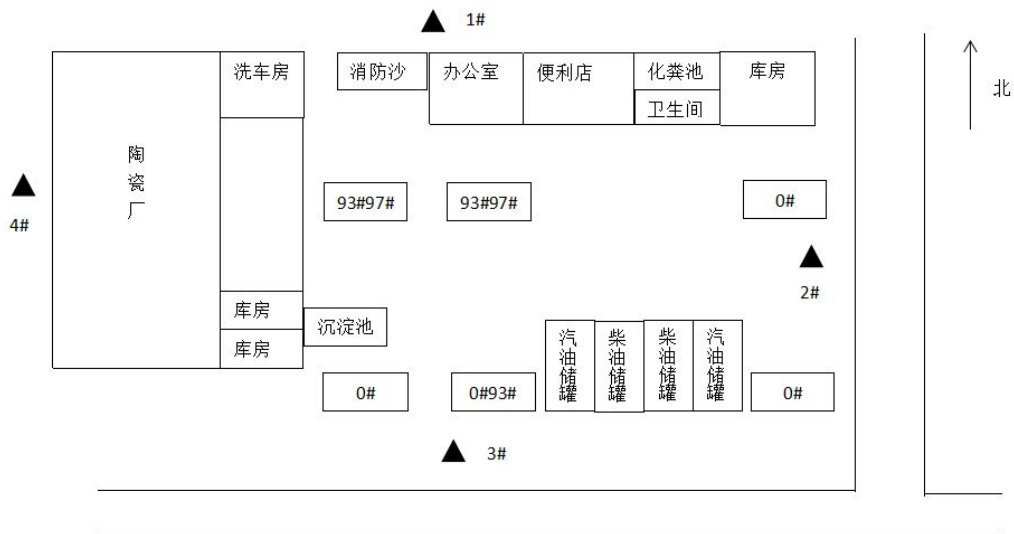 1#
洗车房
消防沙
办公室
便利店
化粪池
卫生间
库房
北
陶瓷厂
4#
93#97#
93#97#
0#
2#
库房
库房
沉淀池
汽油储罐
柴油储罐
柴油储罐
汽油储罐
0#
0#93#
0#
3#